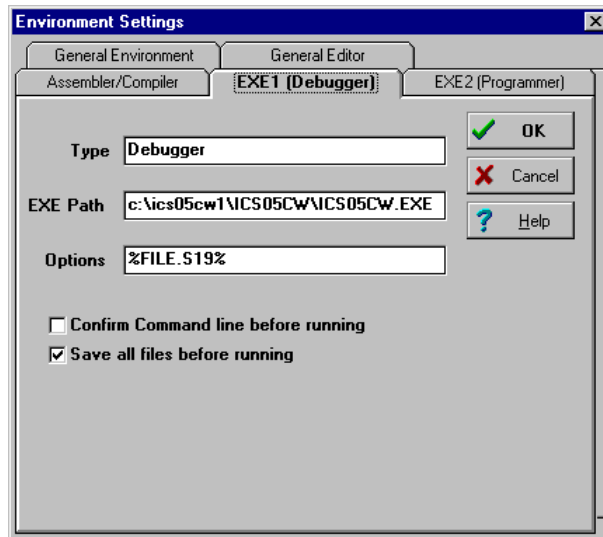 Environment Settings
General Environment
General Editor
Assembler/Compiler
EXE1 (Debugger)
EXE2 (Programmer)
Type
Debugger
EXE Path
c:\ics05cw1\ICS05CW\ICS05CW.EXE
Options
%FILE.S19%
Confirm Command line before running
Save all files before running
OK
Cancel
Help